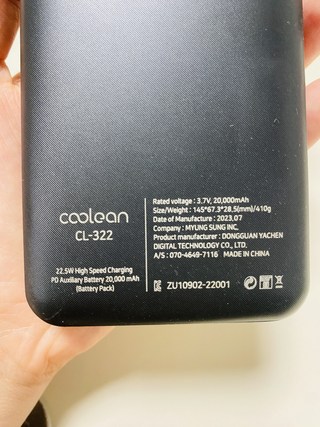 coolean
CL-322
22.5W High Speed Charging
PD Auxiliary Battery 20,000 mAh
(Battery Pack)
Rated voltage : 3.7V, 20,000mAh
Size/Weight : 145*67.3*28.5(mm)/410g
Date of Manufacture : 2023,07
Company : MYUNG SUNG INC.
Product manufacturer : DONGGUAN YACHEN
DIGITAL TECHNOLOGY CO., LTD.
A/S : 070-4649-7116 MADE IN CHINA
ZU10902-22001